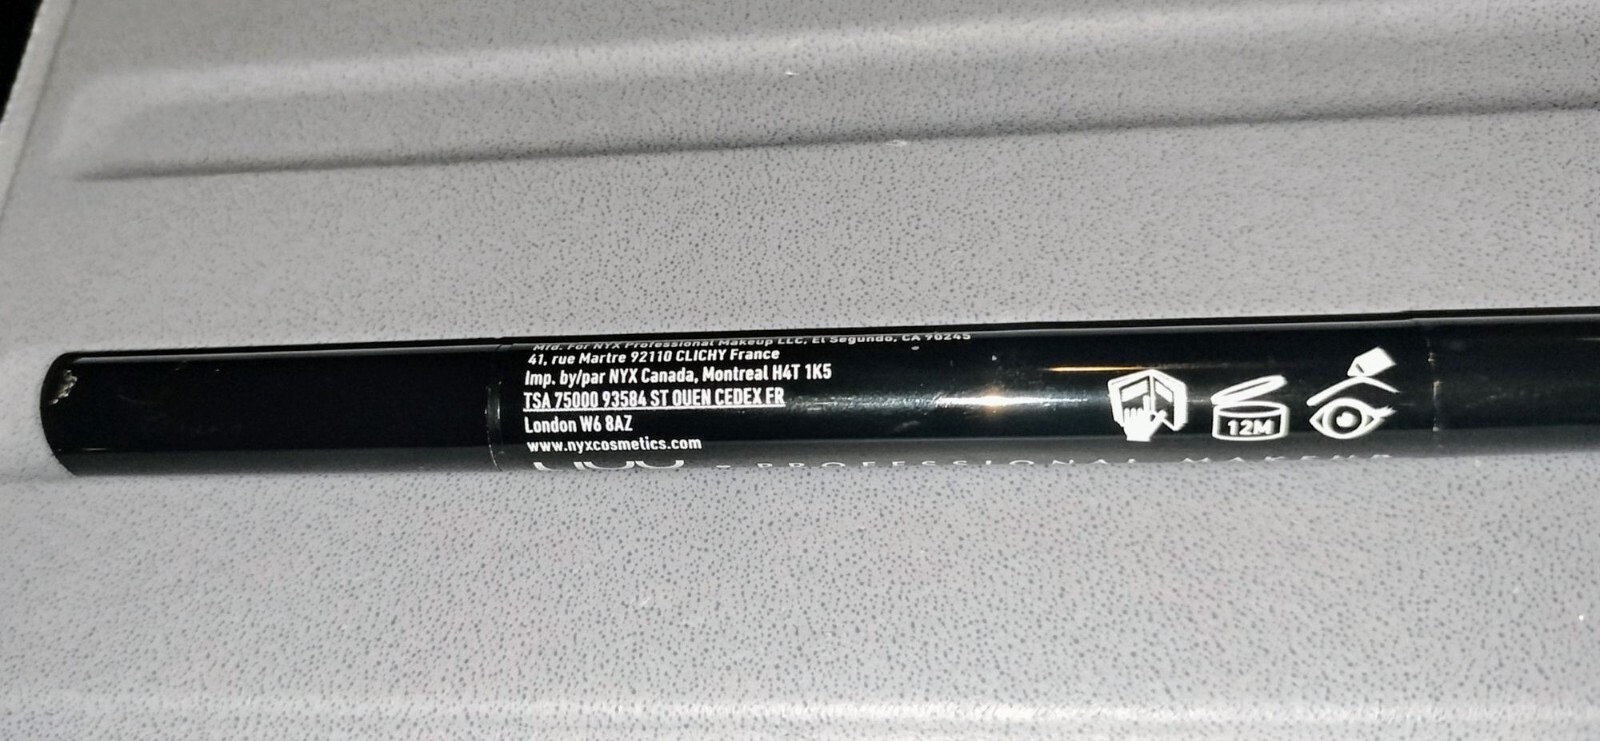 Mfd. For NYX Professional Makeup LLC, El Segundo, CA 90245
41, rue Martre 92110 CLICHY France
Imp. by/par NYX Canada, Montreal H4T 1K5
TSA 75000 93584 ST OUEN CEDEX FR
London W6 8AZ
www.nyxcosmetics.com
12M
PROFESSIONAL MAKEUP